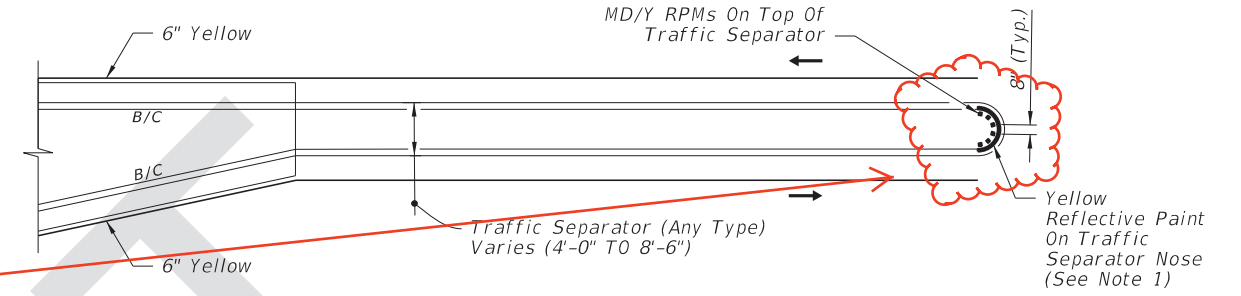 MD/Y RPMs On Top Of
Traffic Separator
8" (Typ.)
6" Yellow
B/C
B/C
Traffic Separator (Any Type)
Varies (4'-0" TO 8'-6")
6" Yellow
Yellow
Reflective Paint
On Traffic
Separator Nose
(See Note 1)